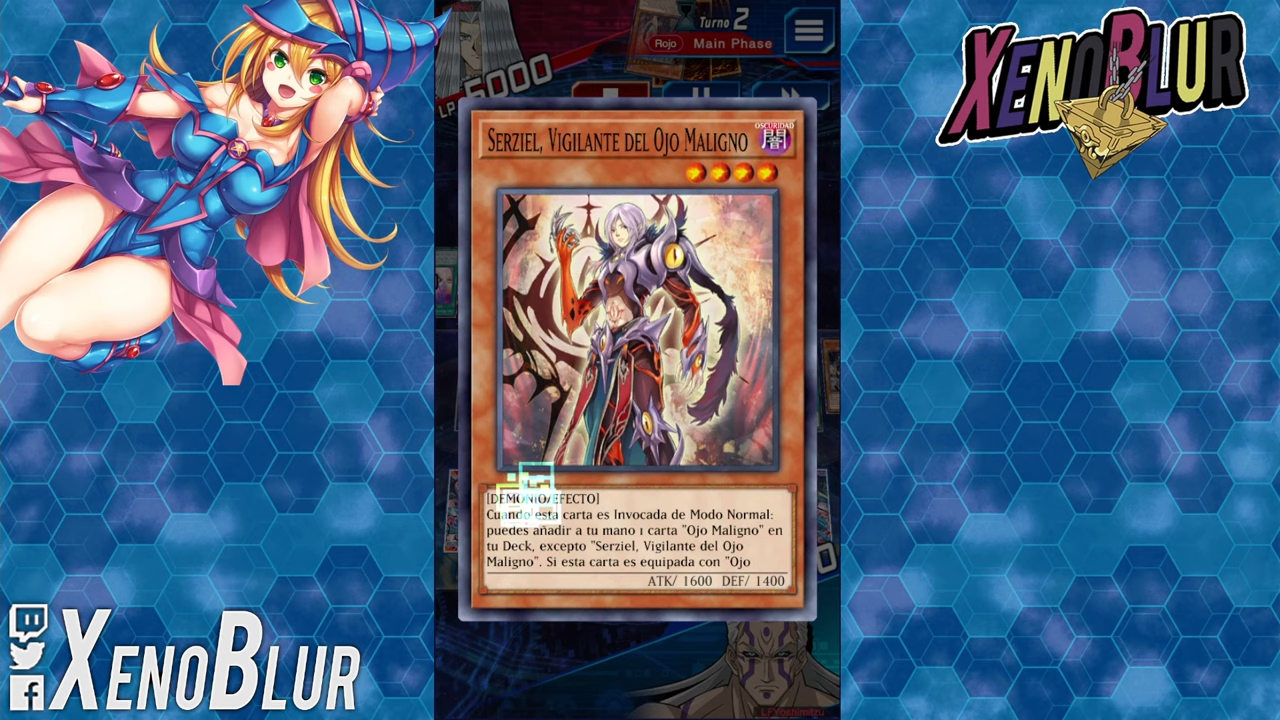 XENOBLUR
Turno 2
Rojo Main Phase
LP 5000
SERZIEL, VIGILANTE DEL OJO MALIGNO
OSCURIDAD
闇
[DEMONIO/EFECTO]
Cuando esta carta es Invocada de Modo Normal:
puedes añadir a tu mano 1 carta "Ojo Maligno" en
tu Deck, excepto "Serziel, Vigilante del Ojo
Maligno". Si esta carta es equipada con "Ojo
ATK/ 1600 DEF/ 1400
XENOBLUR